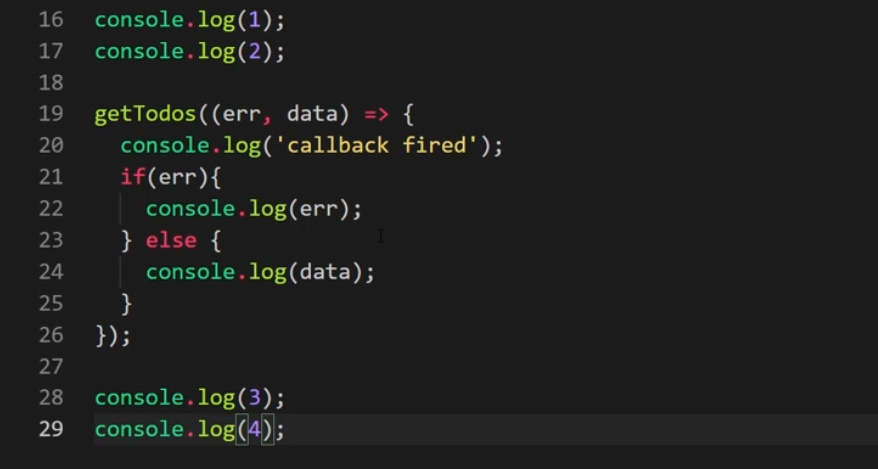 16 console.log(1);
17 console.log(2);
18
19 getTodos((err, data) => {
20   console.log('callback fired');
21   if(err){
22     console.log(err);
23   } else {
24     console.log(data);
25   }
26 });
27
28 console.log(3);
29 console.log(4);